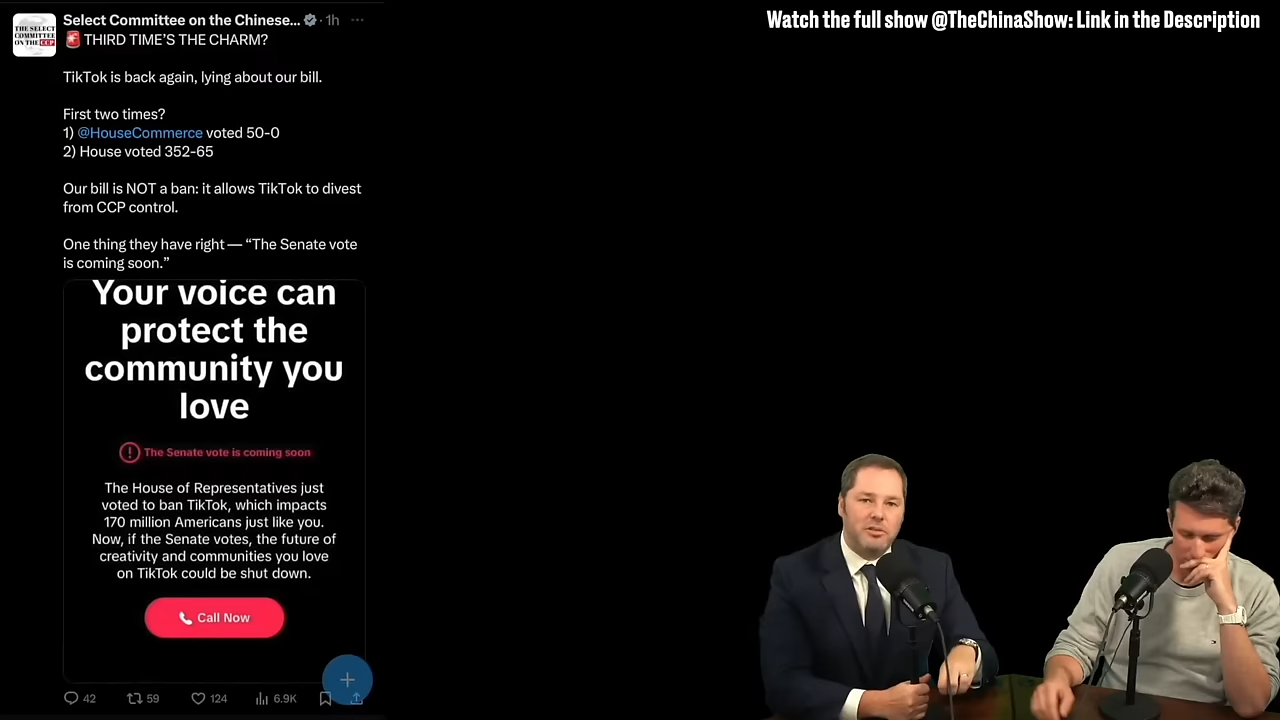 Watch the full show @TheChinaShow: Link in the Description
THE SELECT
COMMITTEE
ON THE CCP
Select Committee on the Chinese... · 1h ...
🚨 THIRD TIME'S THE CHARM?
TikTok is back again, lying about our bill.
First two times?
1) @HouseCommerce voted 50-0
2) House voted 352-65
Our bill is NOT a ban: it allows TikTok to divest
from CCP control.
One thing they have right — “The Senate vote
is coming soon.”
Your voice can
protect the
community you
love
The Senate vote is coming soon
The House of Representatives just
voted to ban TikTok, which impacts
170 million Americans just like you.
Now, if the Senate votes, the future of
creativity and communities you love
on TikTok could be shut down.
Call Now
42 59 124 6.9K